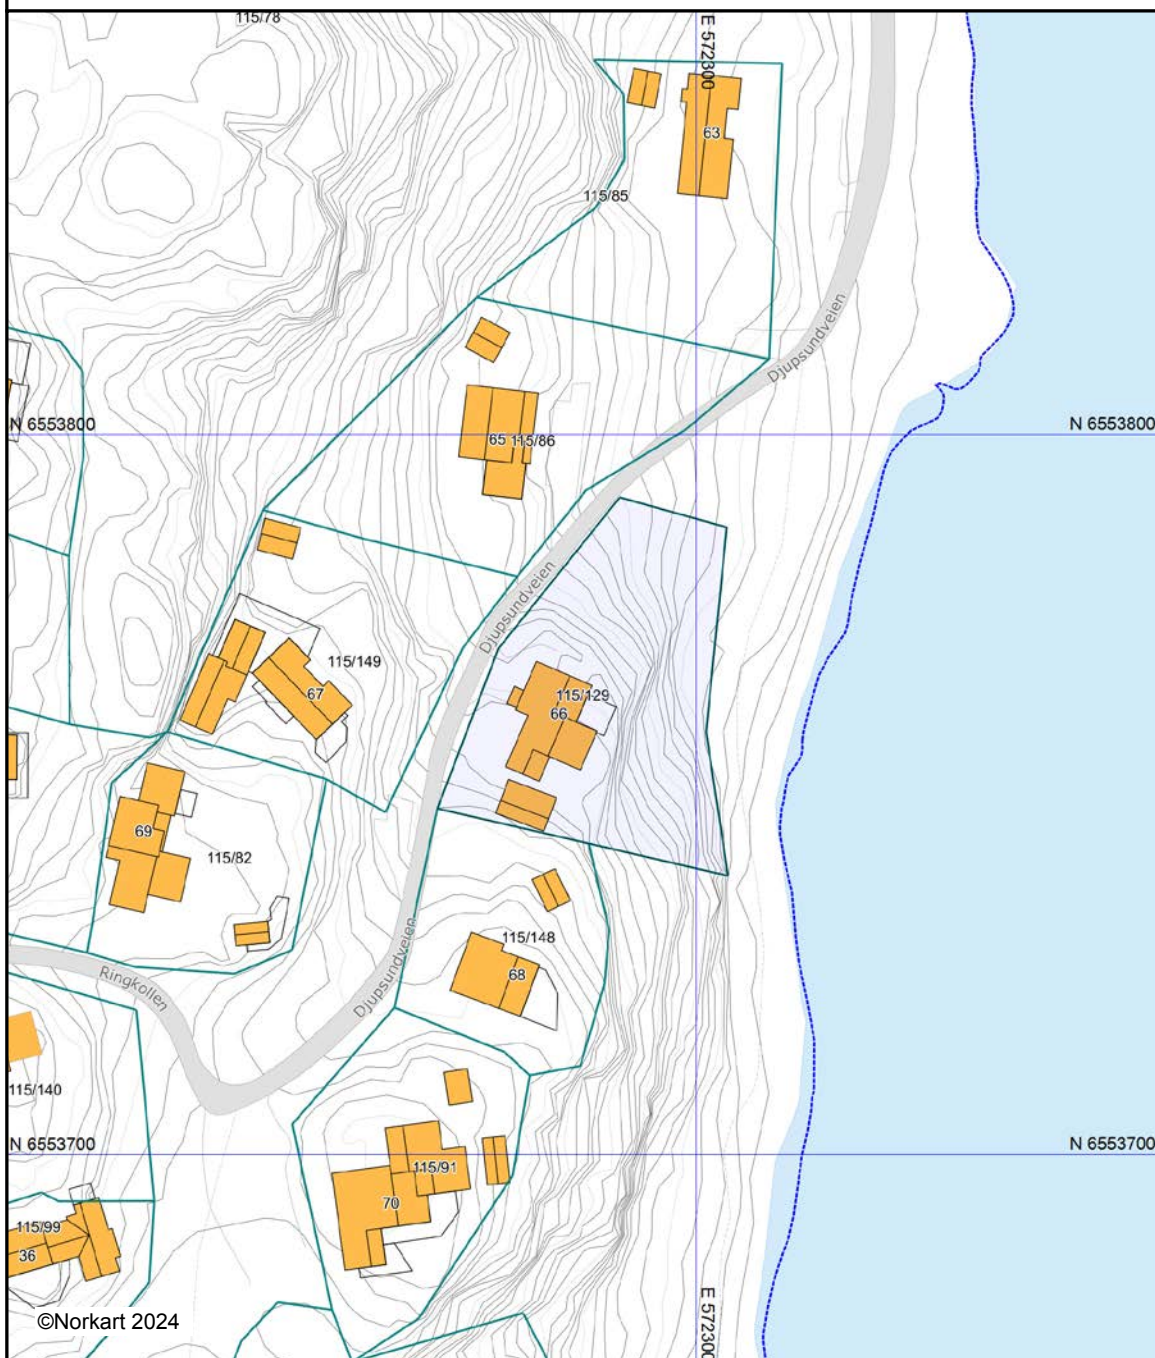 115/78
E 572300
63
115/85
Djupsundveien
N 6553800
N 6553800
65
115/86
Djupsundveien
115/149
67
115/129
66
69
115/82
115/148
68
Djupsundveien
Ringkollen
115/140
N 6553700
N 6553700
115/91
70
115/99
36
E 572300
©Norkart 2024